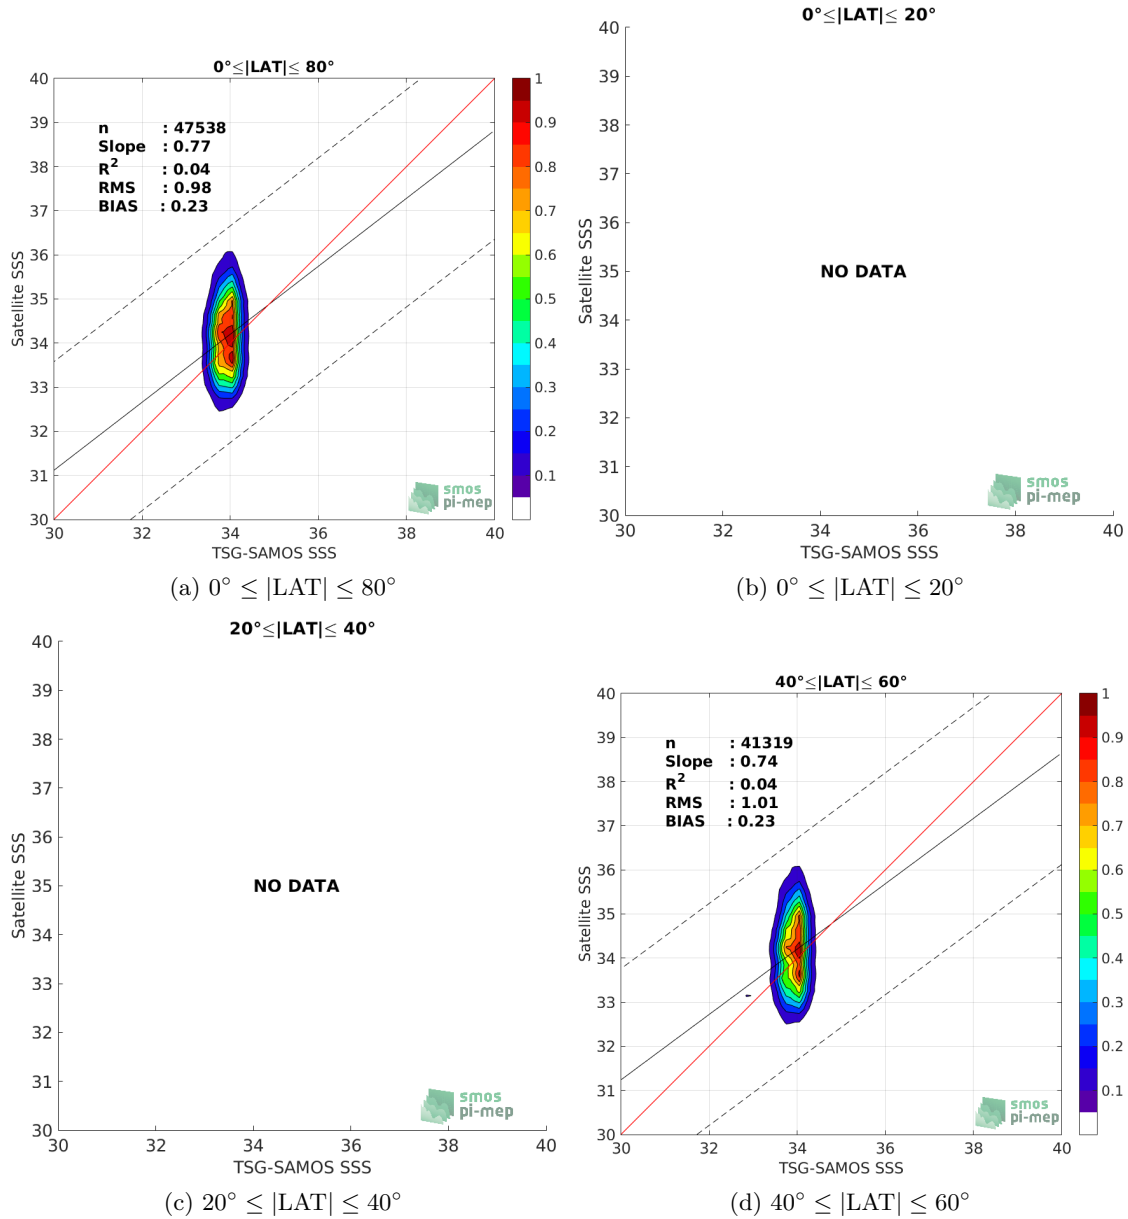 0°≤|LAT|≤ 80°
40
39
38
37
36
35
34
33
32
31
30
Satellite SSS
n : 47538
Slope : 0.77
R² : 0.04
RMS : 0.98
BIAS : 0.23
smos
pi-mep
30 32 34 36 38 40
TSG-SAMOS SSS
1
0.9
0.8
0.7
0.6
0.5
0.4
0.3
0.2
0.1
(a) 0° ≤ |LAT| ≤ 80°
0°≤|LAT|≤ 20°
40
39
38
37
36
35
34
33
32
31
30
Satellite SSS
NO DATA
smos
pi-mep
30 32 34 36 38 40
TSG-SAMOS SSS
(b) 0° ≤ |LAT| ≤ 20°
20°≤|LAT|≤ 40°
40
39
38
37
36
35
34
33
32
31
30
Satellite SSS
NO DATA
smos
pi-mep
30 32 34 36 38 40
TSG-SAMOS SSS
(c) 20° ≤ |LAT| ≤ 40°
40°≤|LAT|≤ 60°
40
39
38
37
36
35
34
33
32
31
30
Satellite SSS
n : 41319
Slope : 0.74
R² : 0.04
RMS : 1.01
BIAS : 0.23
smos
pi-mep
30 32 34 36 38 40
TSG-SAMOS SSS
1
0.9
0.8
0.7
0.6
0.5
0.4
0.3
0.2
0.1
(d) 40° ≤ |LAT| ≤ 60°